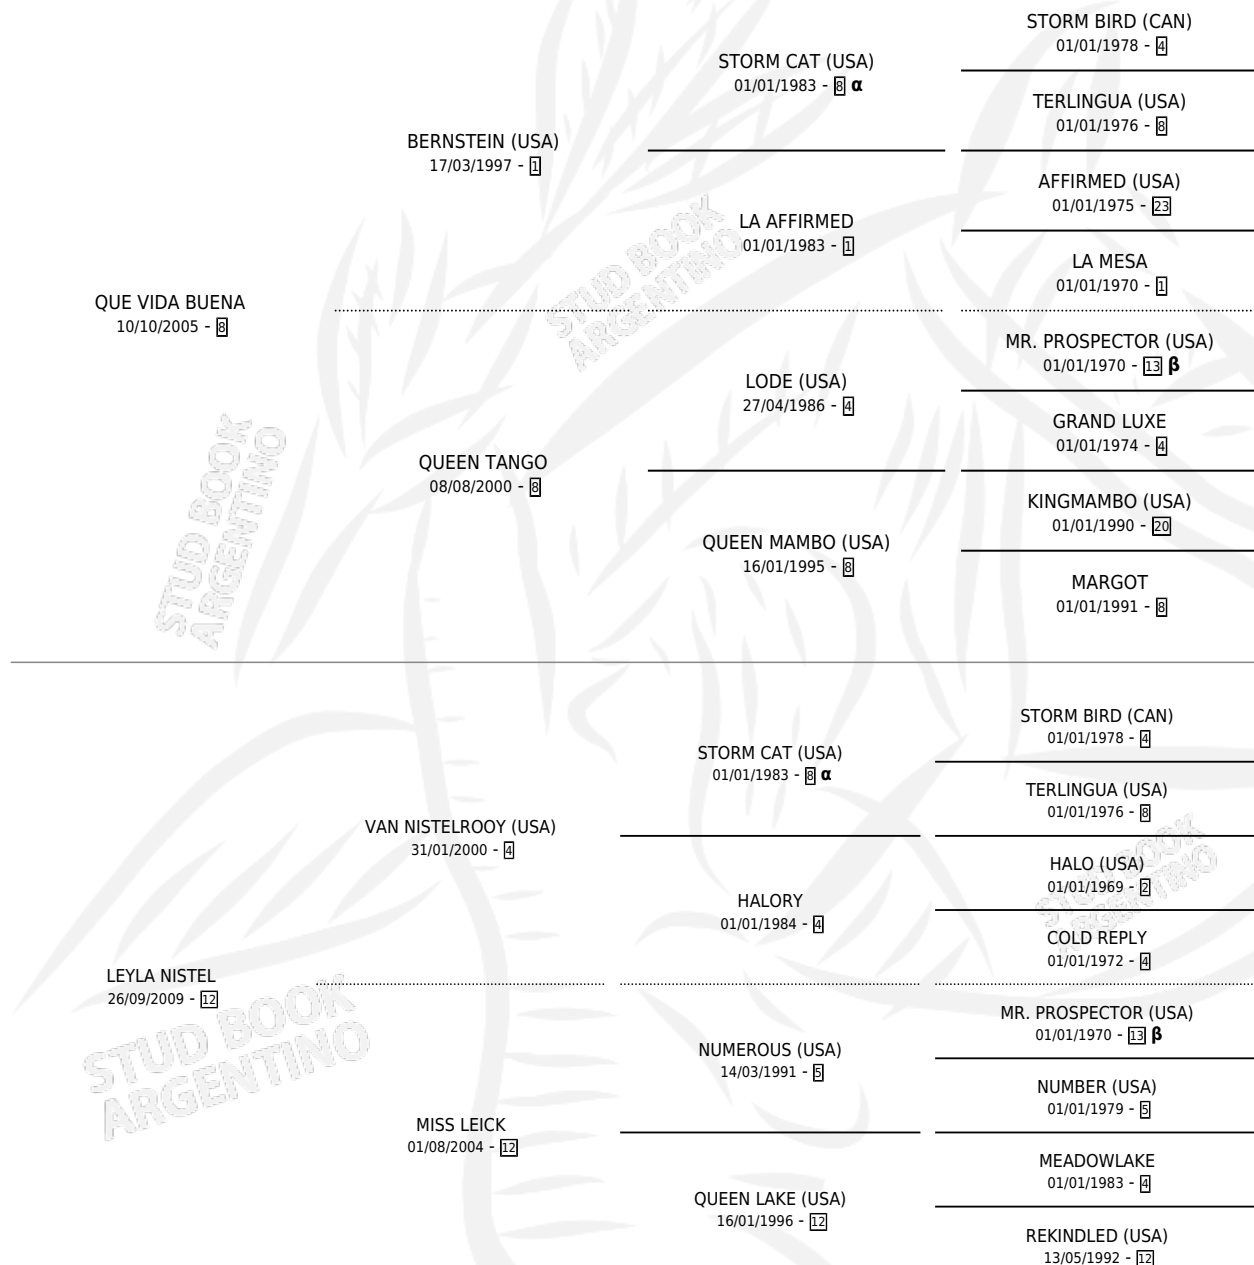 STORM BIRD (CAN)
01/01/1978 - 4
STORM CAT (USA)
01/01/1983 - 8 α
TERLINGUA (USA)
01/01/1976 - 8
BERNSTEIN (USA)
17/03/1997 - 1
AFFIRMED (USA)
01/01/1975 - 23
LA AFFIRMED
01/01/1983 - 1
LA MESA
01/01/1970 - 1
QUE VIDA BUENA
10/10/2005 - 8
MR. PROSPECTOR (USA)
01/01/1970 - 13 β
LODE (USA)
27/04/1986 - 4
GRAND LUXE
01/01/1974 - 4
QUEEN TANGO
08/08/2000 - 8
KINGMAMBO (USA)
01/01/1990 - 20
QUEEN MAMBO (USA)
16/01/1995 - 8
MARGOT
01/01/1991 - 8
STORM BIRD (CAN)
01/01/1978 - 4
STORM CAT (USA)
01/01/1983 - 8 α
TERLINGUA (USA)
01/01/1976 - 8
VAN NISTELROOY (USA)
31/01/2000 - 4
HALO (USA)
01/01/1969 - 2
HALORY
01/01/1984 - 4
COLD REPLY
01/01/1972 - 4
LEYLA NISTEL
26/09/2009 - 12
MR. PROSPECTOR (USA)
01/01/1970 - 13 β
NUMEROUS (USA)
14/03/1991 - 5
NUMBER (USA)
01/01/1979 - 5
MISS LEICK
01/08/2004 - 12
MEADOWLAKE
01/01/1983 - 4
QUEEN LAKE (USA)
16/01/1996 - 12
REKINDLED (USA)
13/05/1992 - 12
STUD BOOK
ARGENTINO
STUD BOOK
ARGENTINO
STUD BOOK
ARGENTINO
STUD BOOK
ARGENTINO